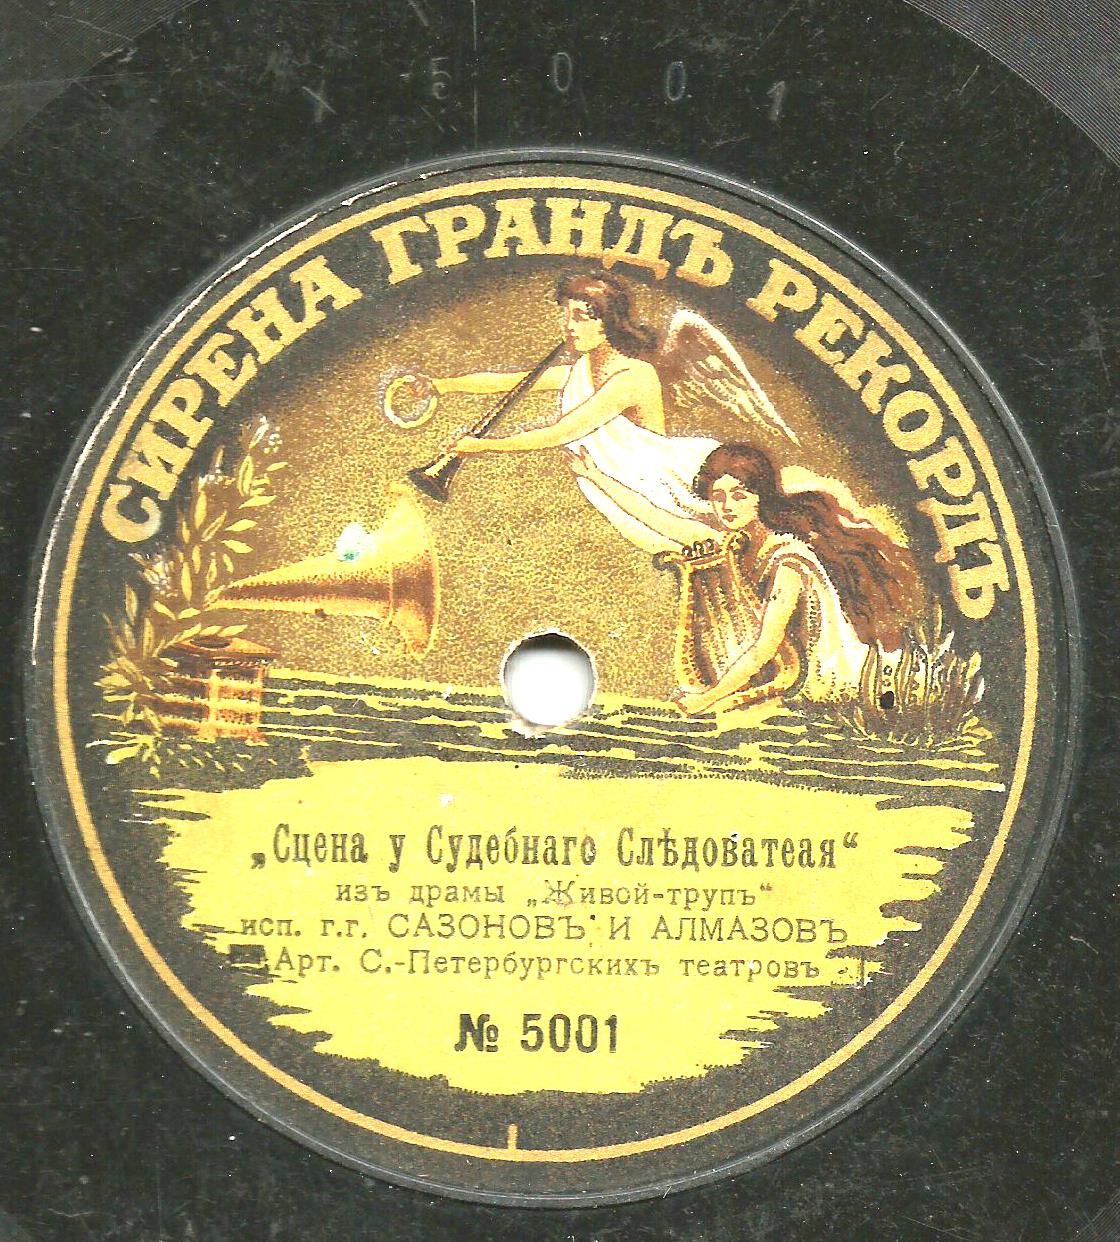 X 5001
СИРЕНА ГРАНДЪ РЕКОРДЪ
„Сцена у Судебнаго Слѣдоватеая“
изъ драмы „Живой-трупъ“
исп. г.г. САЗОНОВЪ И АЛМАЗОВЪ
Арт. С.-Петербургскихъ театровъ
№ 5001